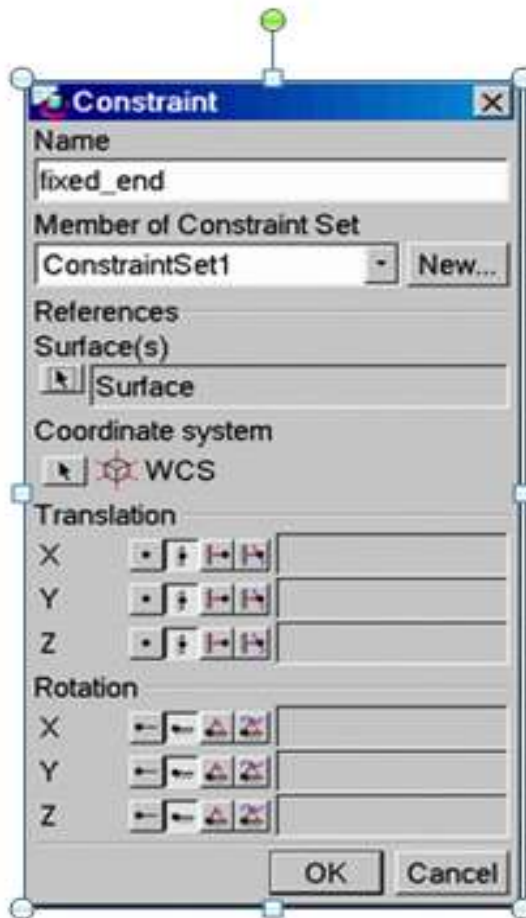 Constraint
Name
fixed_end
Member of Constraint Set
ConstraintSet1 New...
References
Surface(s)
Surface
Coordinate system
WCS
Translation
X
Y
Z
Rotation
X
Y
Z
OK Cancel